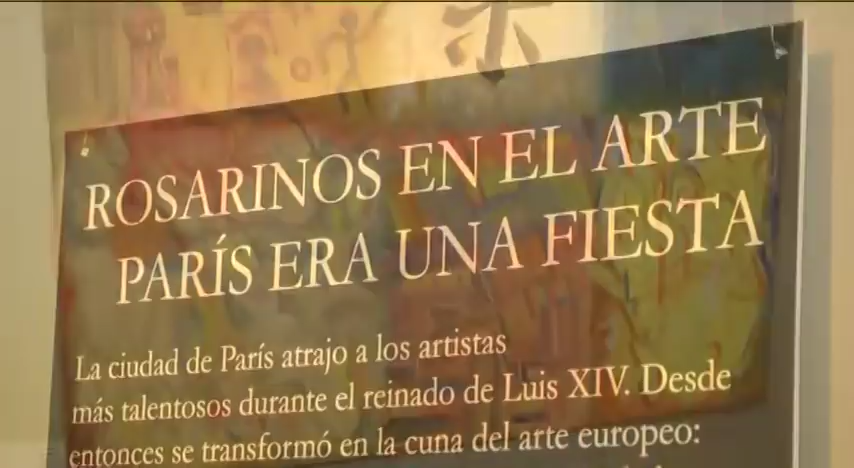 ROSARINOS EN EL ARTE
PARÍS ERA UNA FIESTA
La ciudad de París atrajo a los artistas
más talentosos durante el reinado de Luis XIV. Desde
entonces se transformó en la cuna del arte europeo: